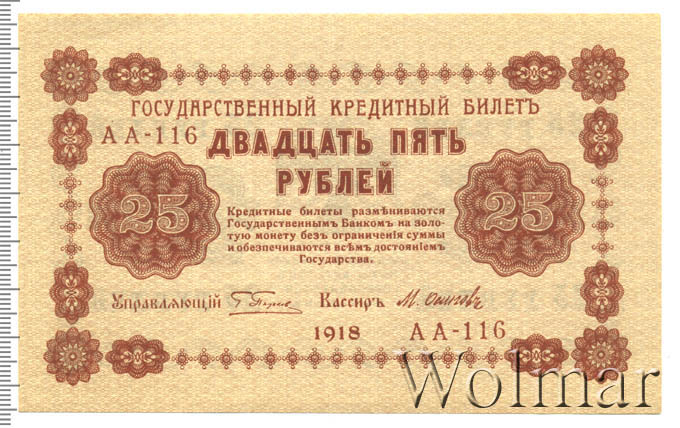 ГОСУДАРСТВЕННЫЙ КРЕДИТНЫЙ БИЛЕТЪ
АА-116
ДВАДЦАТЬ ПЯТЬ
РУБЛЕЙ
25
25
Кредитные билеты размѣниваются
Государственнымъ Банкомъ на золо-
тую монету безъ ограниченія суммы
и обезпечиваются всѣмъ достояніемъ
Государства.
Управляющій
Кассиръ
1918 АА-116
Wolmar